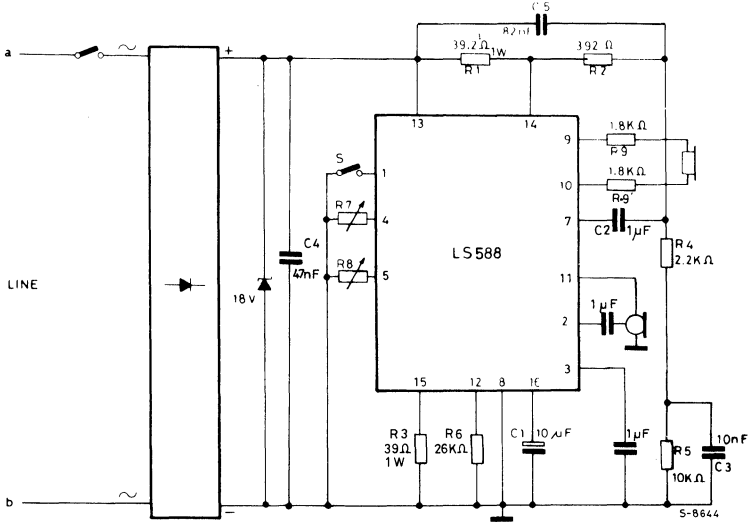 C5
82nF
a
+
39.2Ω
1W
R1
392Ω
R2
13
14
9
1.8KΩ
R9
S
1
10
1.8KΩ
R9'
R7
4
7
C2
1µF
R4
2.2KΩ
C4
47nF
R8
5
LS588
LINE
18V
11
1µF
2
3
15
12
8
16
R3
39Ω
1W
R6
26KΩ
C1
10µF
1µF
R5
10KΩ
10nF
C3
b
−
S-8644